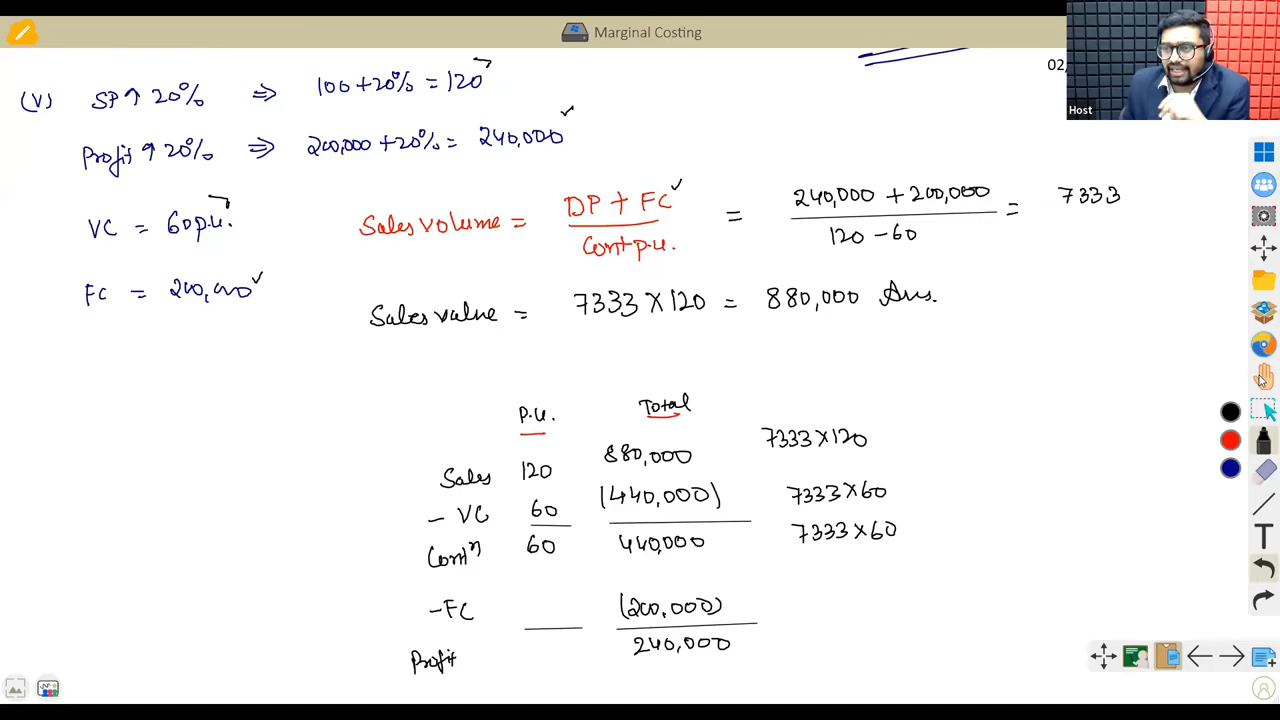 Marginal Costing
02/
Host
(V) SP↑ 20% ⇒ 100+20% = 120
Profit ↑ 20% ⇒ 200,000 +20% = 240,000 ✓
VC = 60 p.u.
FC = 200,000 ✓
Sales volume = DP + FC ✓ / Cont p.u. = 240,000 + 200,000 / 120 - 60 = 7333
Sales value = 7333 X 120 = 880,000 Ans.
P.u. Total
Sales 120 880,000 7333 X 120
- VC 60 (440,000) 7333 X 60
Contⁿ 60 440,000 7333 X 60
- FC (200,000)
Profit 240,000
T